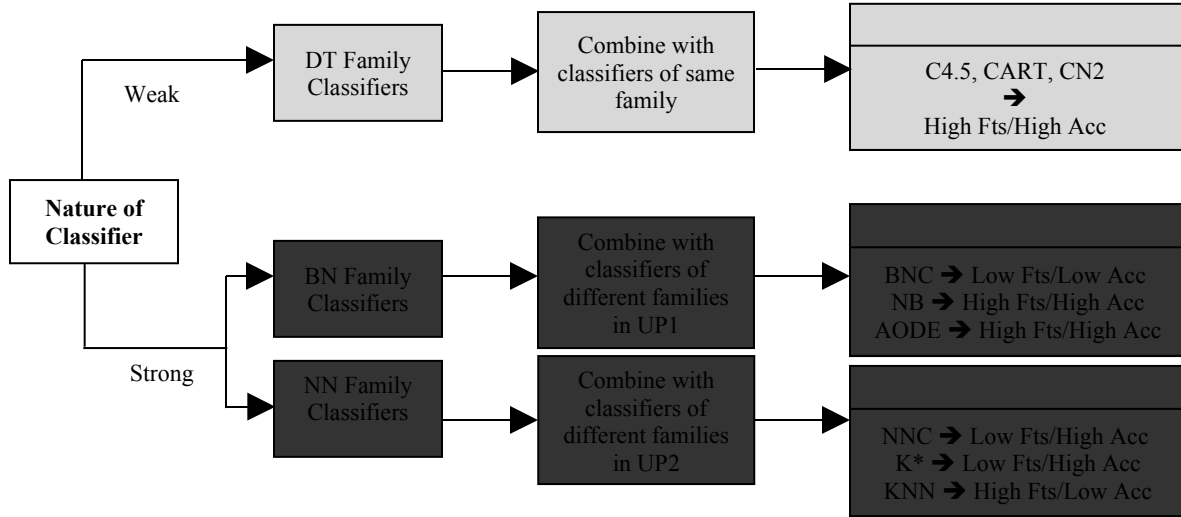 DT Family
Classifiers
Combine with
classifiers of same
family
C4.5, CART, CN2
➔
High Fts/High Acc
Weak
Nature of
Classifier
BN Family
Classifiers
Combine with
classifiers of
different families
in UP1
BNC ➔ Low Fts/Low Acc
NB ➔ High Fts/High Acc
AODE ➔ High Fts/High Acc
Strong
NN Family
Classifiers
Combine with
classifiers of
different families
in UP2
NNC ➔ Low Fts/High Acc
K* ➔ Low Fts/High Acc
KNN ➔ High Fts/Low Acc